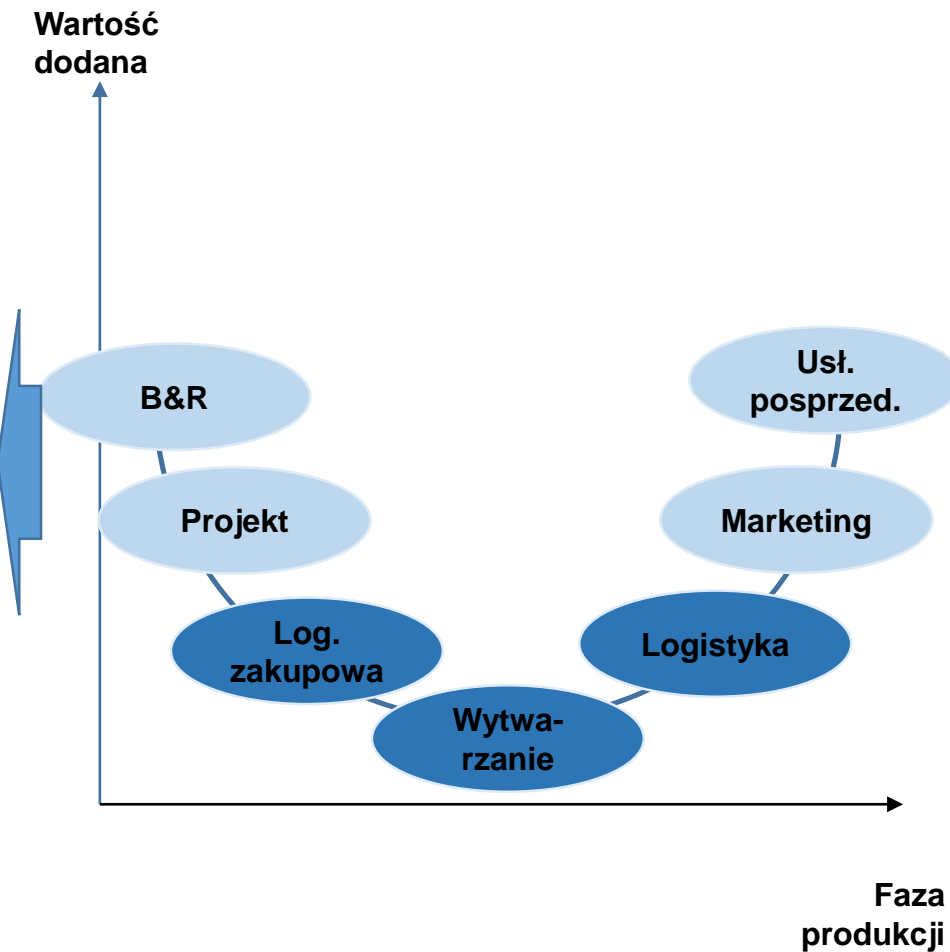 Wartość
dodana
B&R
Usł.
posprzed.
Projekt
Marketing
Log.
zakupowa
Logistyka
Wytwa-
rzanie
Faza
produkcji